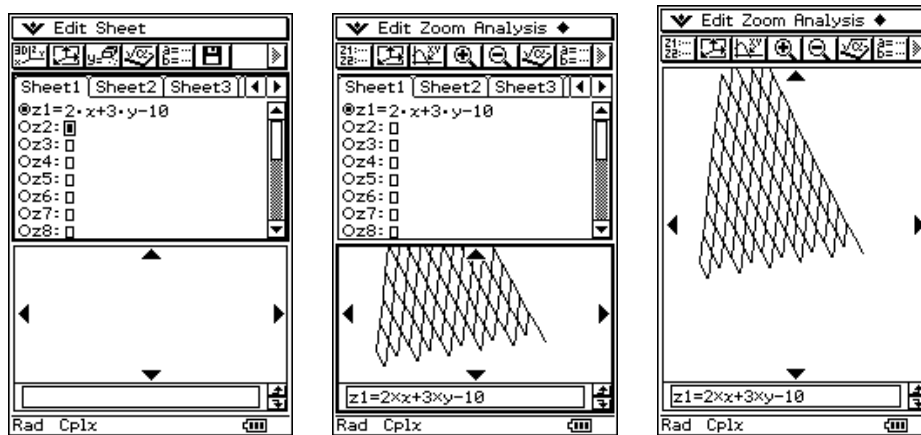 Edit Sheet
Sheet1 Sheet2 Sheet3
z1=2·x+3·y-10
z2:
z3:
z4:
z5:
z6:
z7:
z8:
Rad Cplx
Edit Zoom Analysis ◆
Sheet1 Sheet2 Sheet3
z1=2·x+3·y-10
z2:
z3:
z4:
z5:
z6:
z7:
z8:
z1=2×x+3×y-10
Rad Cplx
Edit Zoom Analysis ◆
z1=2×x+3×y-10
Rad Cplx